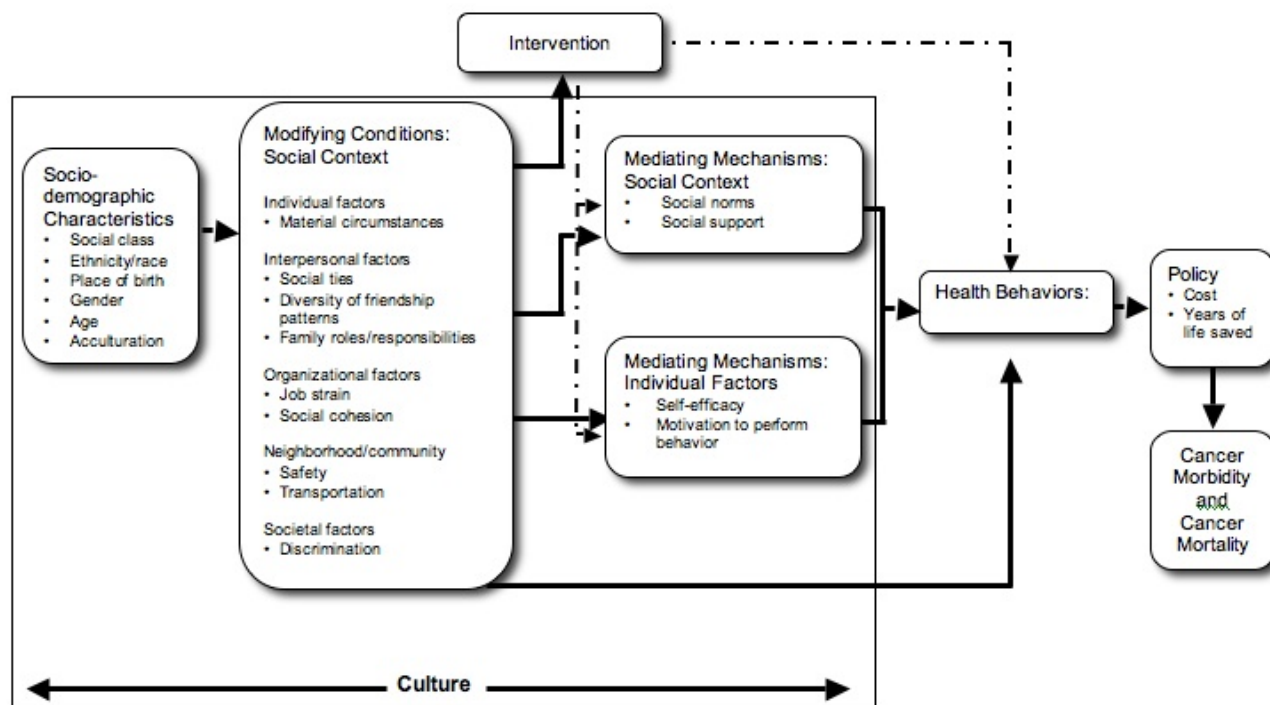 Intervention
Socio-
demographic
Characteristics
• Social class
• Ethnicity/race
• Place of birth
• Gender
• Age
• Acculturation
Modifying Conditions:
Social Context
Individual factors
• Material circumstances
Interpersonal factors
• Social ties
• Diversity of friendship
patterns
• Family roles/responsibilities
Organizational factors
• Job strain
• Social cohesion
Neighborhood/community
• Safety
• Transportation
Societal factors
• Discrimination
Mediating Mechanisms:
Social Context
• Social norms
• Social support
Mediating Mechanisms:
Individual Factors
• Self-efficacy
• Motivation to perform
behavior
Health Behaviors:
Policy
• Cost
• Years of
life saved
Cancer
Morbidity
and
Cancer
Mortality
Culture